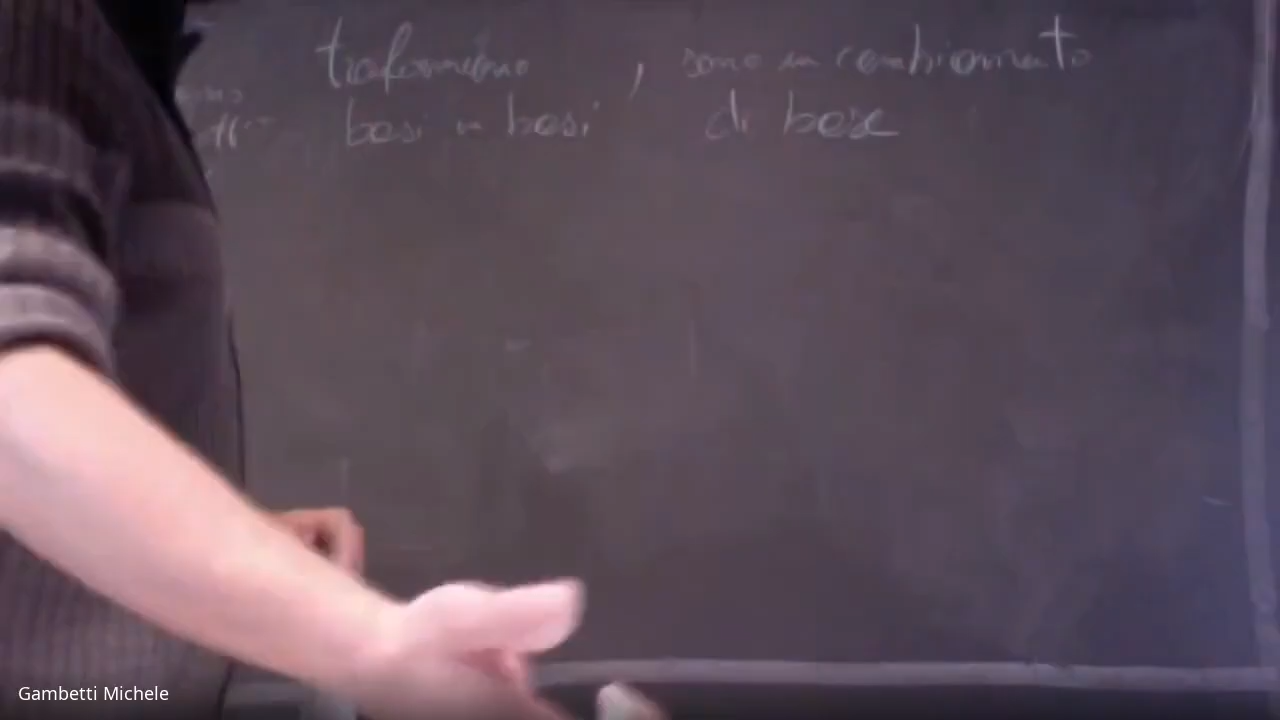 trasformano , sono un cambiamento
basi in basi di base
Gambetti Michele